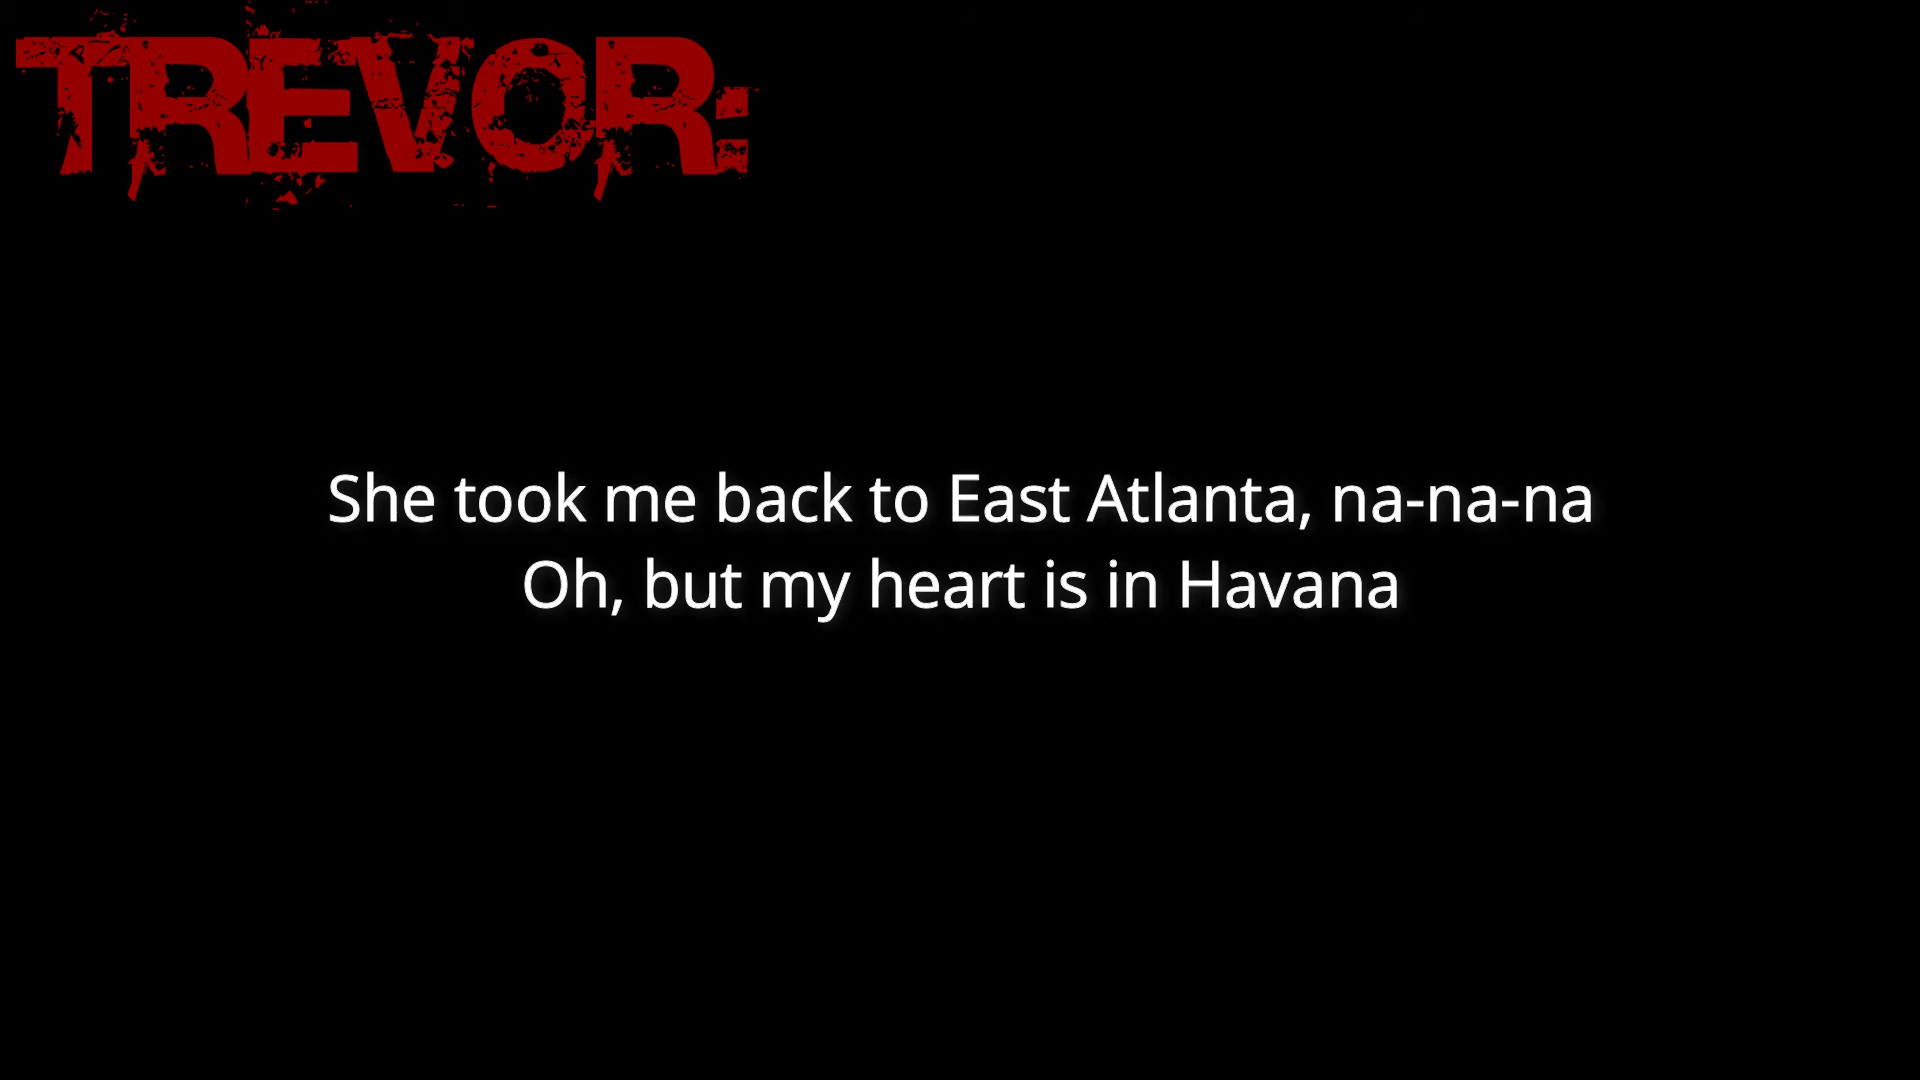 TREVOR:
She took me back to East Atlanta, na-na-na
Oh, but my heart is in Havana